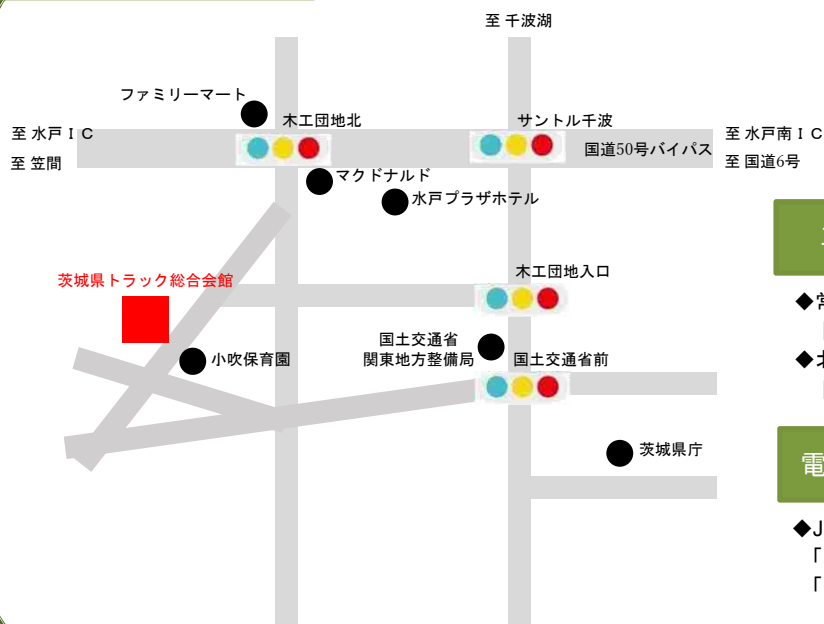 至 千波湖
ファミリーマート
木工団地北
サントル千波
至 水戸ＩＣ
国道50号バイパス
至 水戸南ＩＣ
至 笠間
至 国道6号
マクドナルド
水戸プラザホテル
茨城県トラック総合会館
木工団地入口
小吹保育園
国土交通省
関東地方整備局
国土交通省前
茨城県庁
電
◆J
「
「